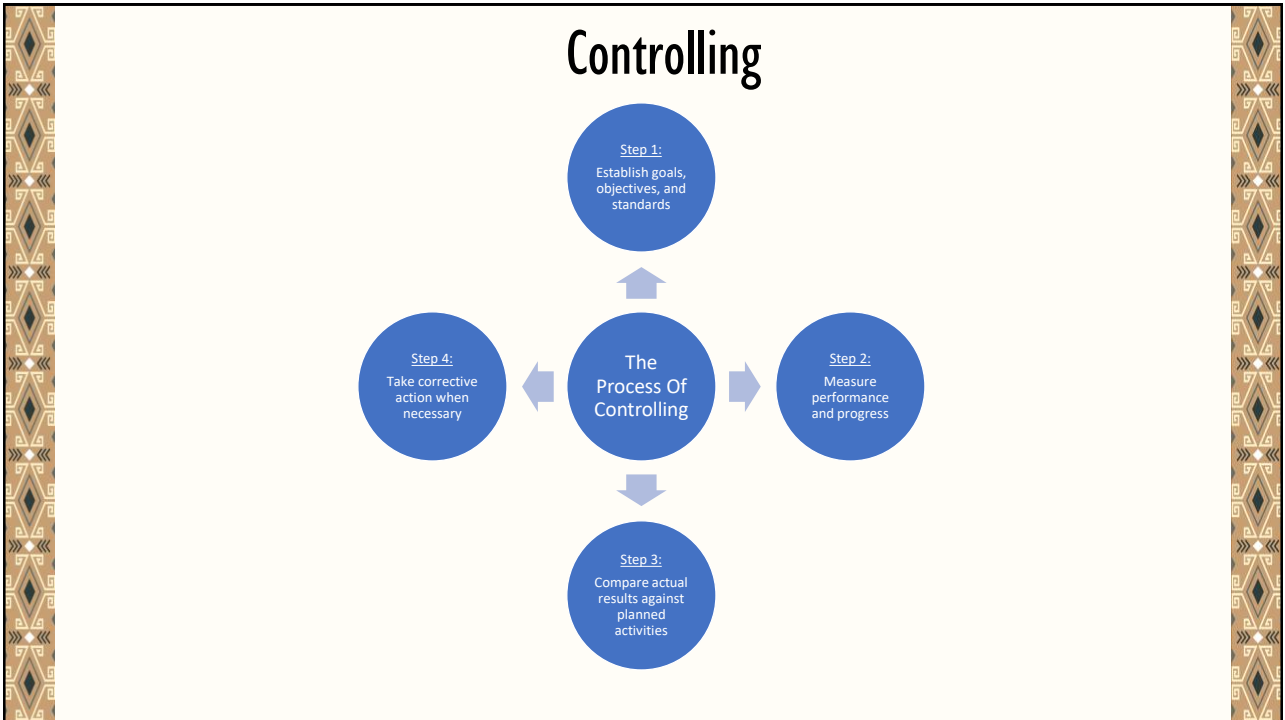 Controlling
Step 1:
Establish goals,
objectives, and
standards
The
Process Of
Controlling
Step 2:
Measure
performance
and progress
Step 3:
Compare actual
results against
planned
activities
Step 4:
Take corrective
action when
necessary